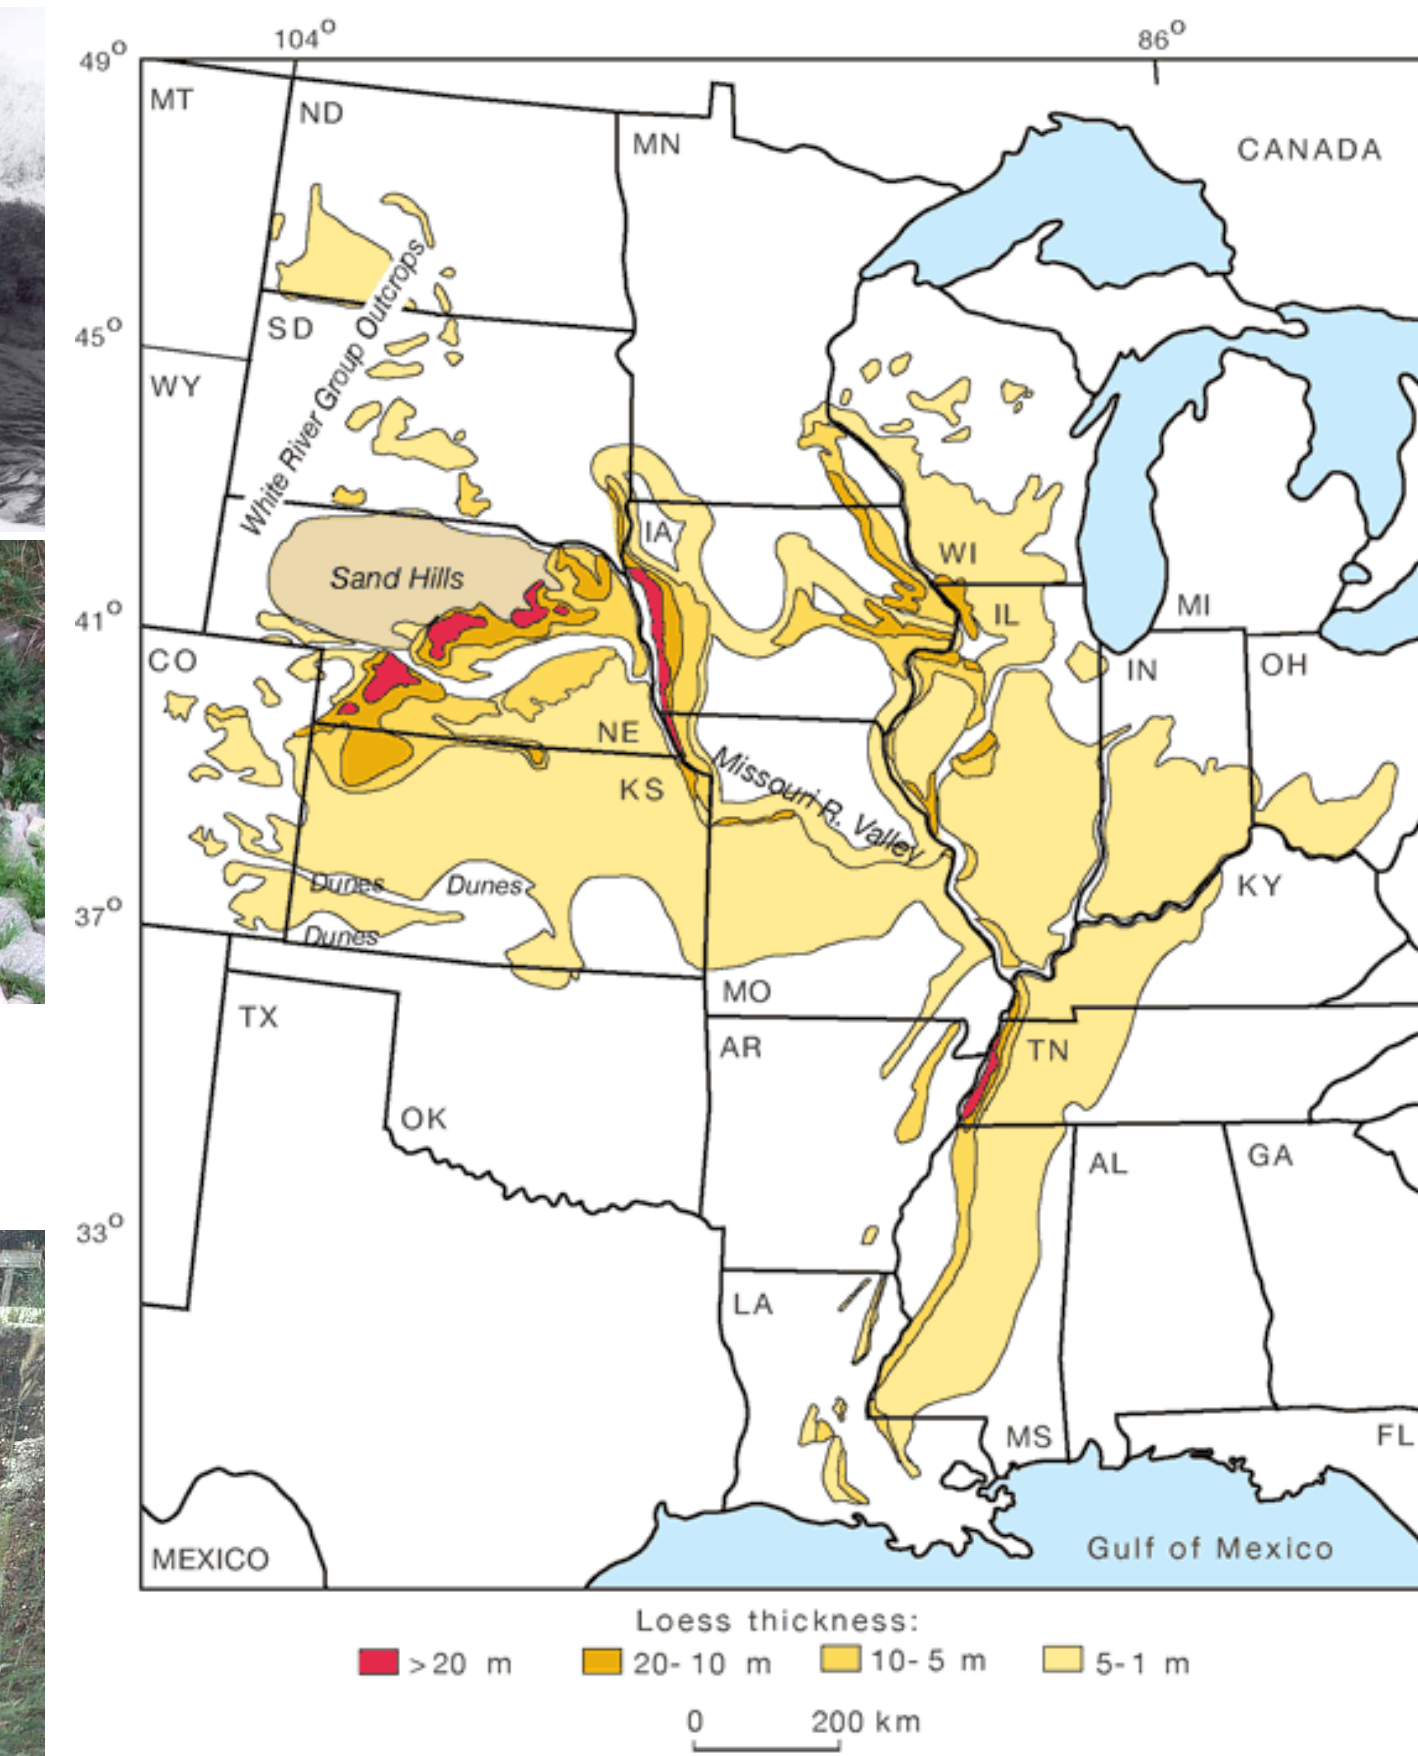 104°
86°
49°
MT
ND
MN
CANADA
45°
SD
White River Group Outcrops
WY
IA
WI
Sand Hills
41°
MI
IL
CO
IN
OH
NE
Missouri R. Valley
KS
Dunes
Dunes
KY
37°
Dunes
MO
TX
AR
TN
OK
AL
GA
33°
LA
MS
FL
MEXICO
Gulf of Mexico
Loess thickness:
>20 m
20-10 m
10-5 m
5-1 m
0 200 km